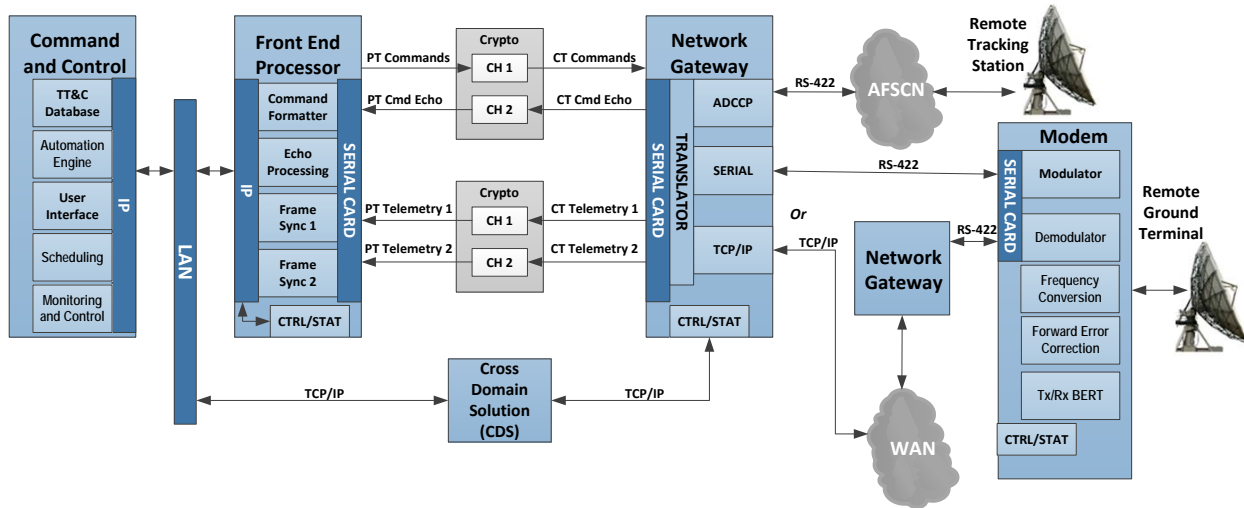 Command
and Control
TT&C
Database
Automation
Engine
User
Interface
Scheduling
Monitoring
and Control
IP
LAN
Front End
Processor
IP
Command
Formatter
Echo
Processing
Frame
Sync 1
Frame
Sync 2
SERIAL CARD
CTRL/STAT
PT Commands
PT Cmd Echo
PT Telemetry 1
PT Telemetry 2
Crypto
CH 1
CH 2
Crypto
CH 1
CH 2
CT Commands
CT Cmd Echo
CT Telemetry 1
CT Telemetry 2
Network
Gateway
SERIAL CARD
TRANSLATOR
ADCCP
SERIAL
TCP/IP
CTRL/STAT
TCP/IP
Cross
Domain
Solution
(CDS)
TCP/IP
RS-422
AFSCN
Remote
Tracking
Station
RS-422
Or
TCP/IP
Network
Gateway
RS-422
WAN
Modem
SERIAL CARD
Modulator
Demodulator
Frequency
Conversion
Forward Error
Correction
Tx/Rx BERT
CTRL/STAT
Remote
Ground
Terminal